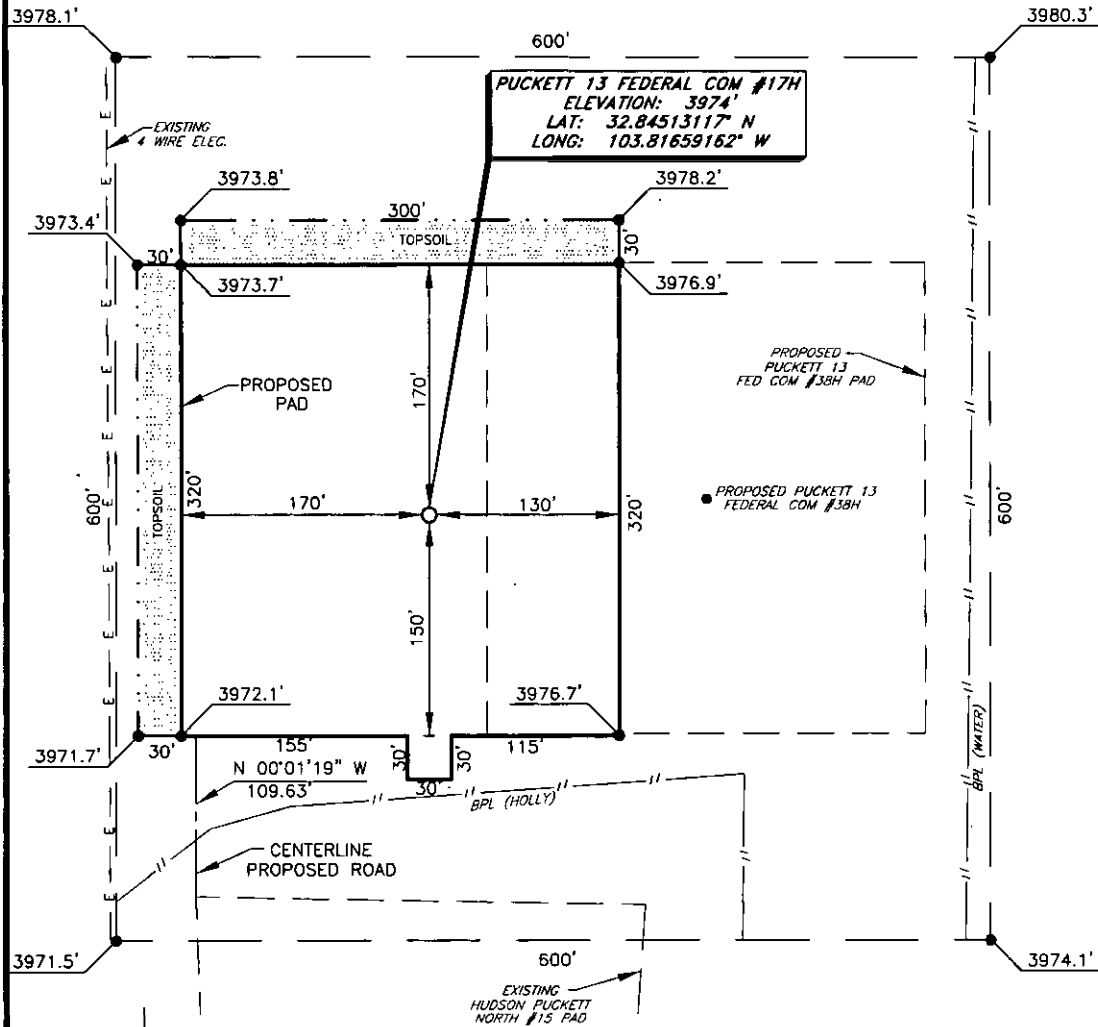 3978.1'
3980.3'
600'
PUCKETT 13 FEDERAL COM #17H
ELEVATION: 3974'
LAT: 32.84513117° N
LONG: 103.81659162° W
EXISTING
4 WIRE ELEC.
E
E
3973.8'
3978.2'
300'
3973.4'
TOPSOIL
30'
30'
3973.7'
3976.9'
E
E
PROPOSED
PUCKETT 13
FED COM #38H PAD
PROPOSED
PAD
170'
E
E
E
600'
TOPSOIL
320'
170'
130'
320'
PROPOSED PUCKETT 13
FEDERAL COM #38H
600'
E
E
150'
E
E
3972.1'
3976.7'
BPL (WATER)
3971.7'
30'
155'
30'
30'
115'
30'
N 00°01'19" W
109.63'
BPL (HOLLY)
CENTERLINE
PROPOSED ROAD
E
3971.5'
600'
3974.1'
EXISTING
HUDSON PUCKETT
NORTH #15 PAD